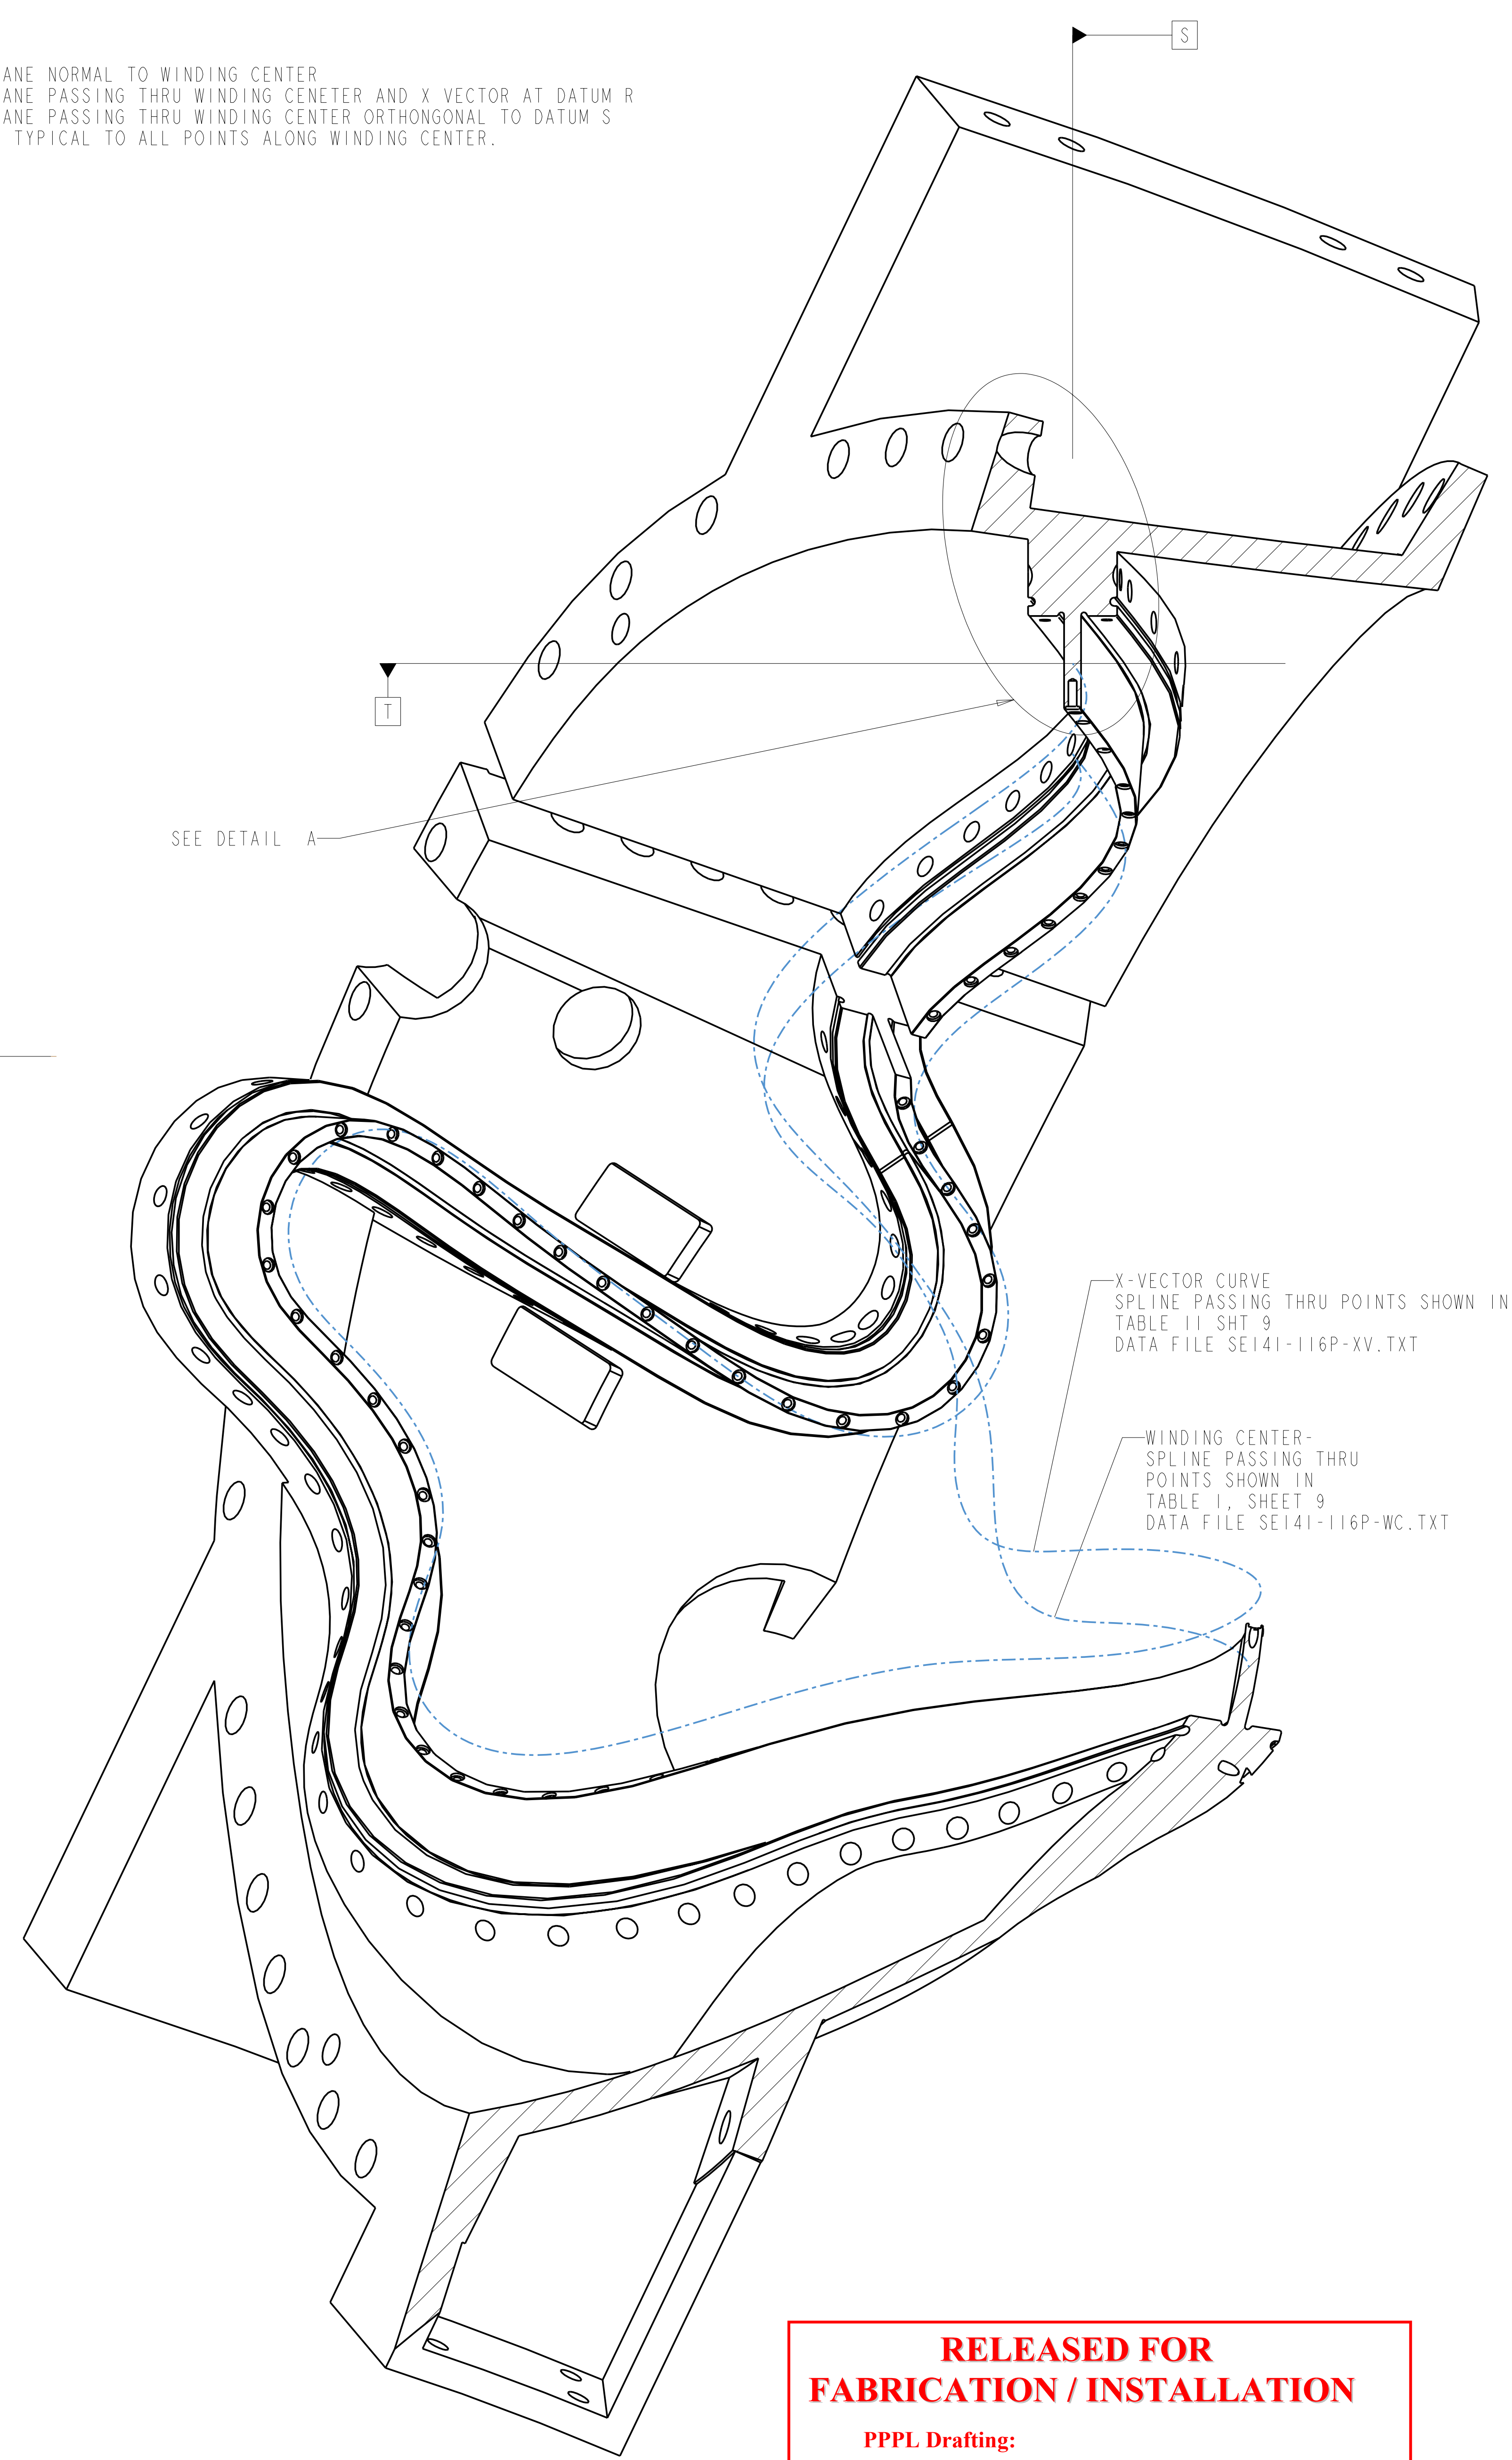 S
ANE NORMAL TO WINDING CENTER
ANE PASSING THRU WINDING CENETER AND X VECTOR AT DATUM R
ANE PASSING THRU WINDING CENTER ORTHONGONAL TO DATUM S
TYPICAL TO ALL POINTS ALONG WINDING CENTER.
T
SEE DETAIL A
X-VECTOR CURVE
SPLINE PASSING THRU POINTS SHOWN IN
TABLE II SHT 9
DATA FILE SE141-116P-XV.TXT
WINDING CENTER-
SPLINE PASSING THRU
POINTS SHOWN IN
TABLE I, SHEET 9
DATA FILE SE141-116P-WC.TXT
RELEASED FOR
FABRICATION / INSTALLATION
PPPL Drafting: